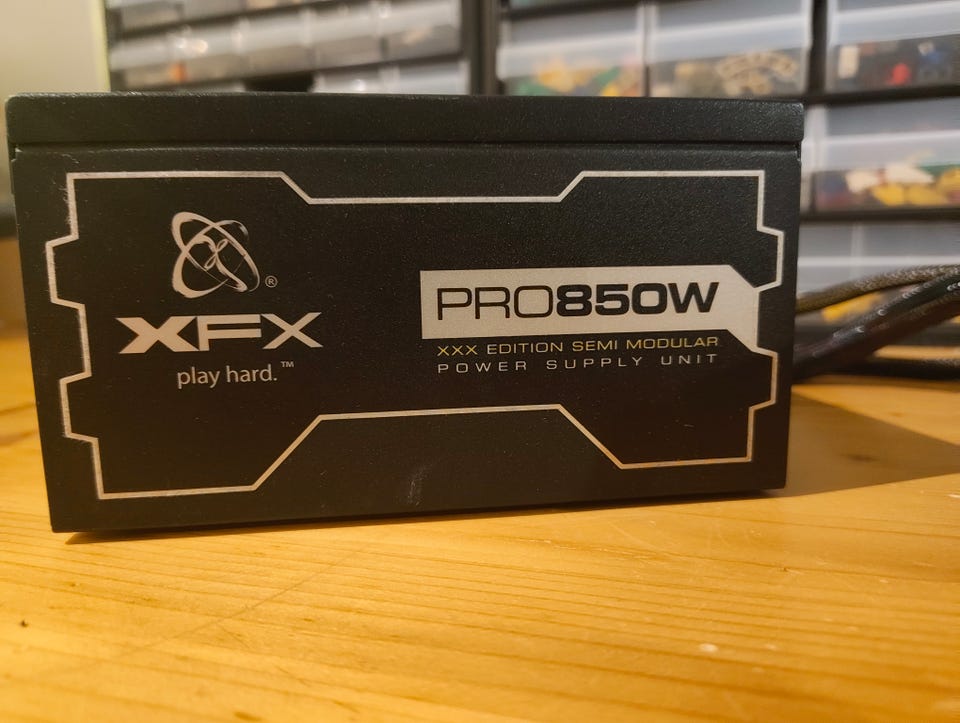 ®
XFX
play hard.™
PRO850W
XXX EDITION SEMI MODULAR
POWER SUPPLY UNIT